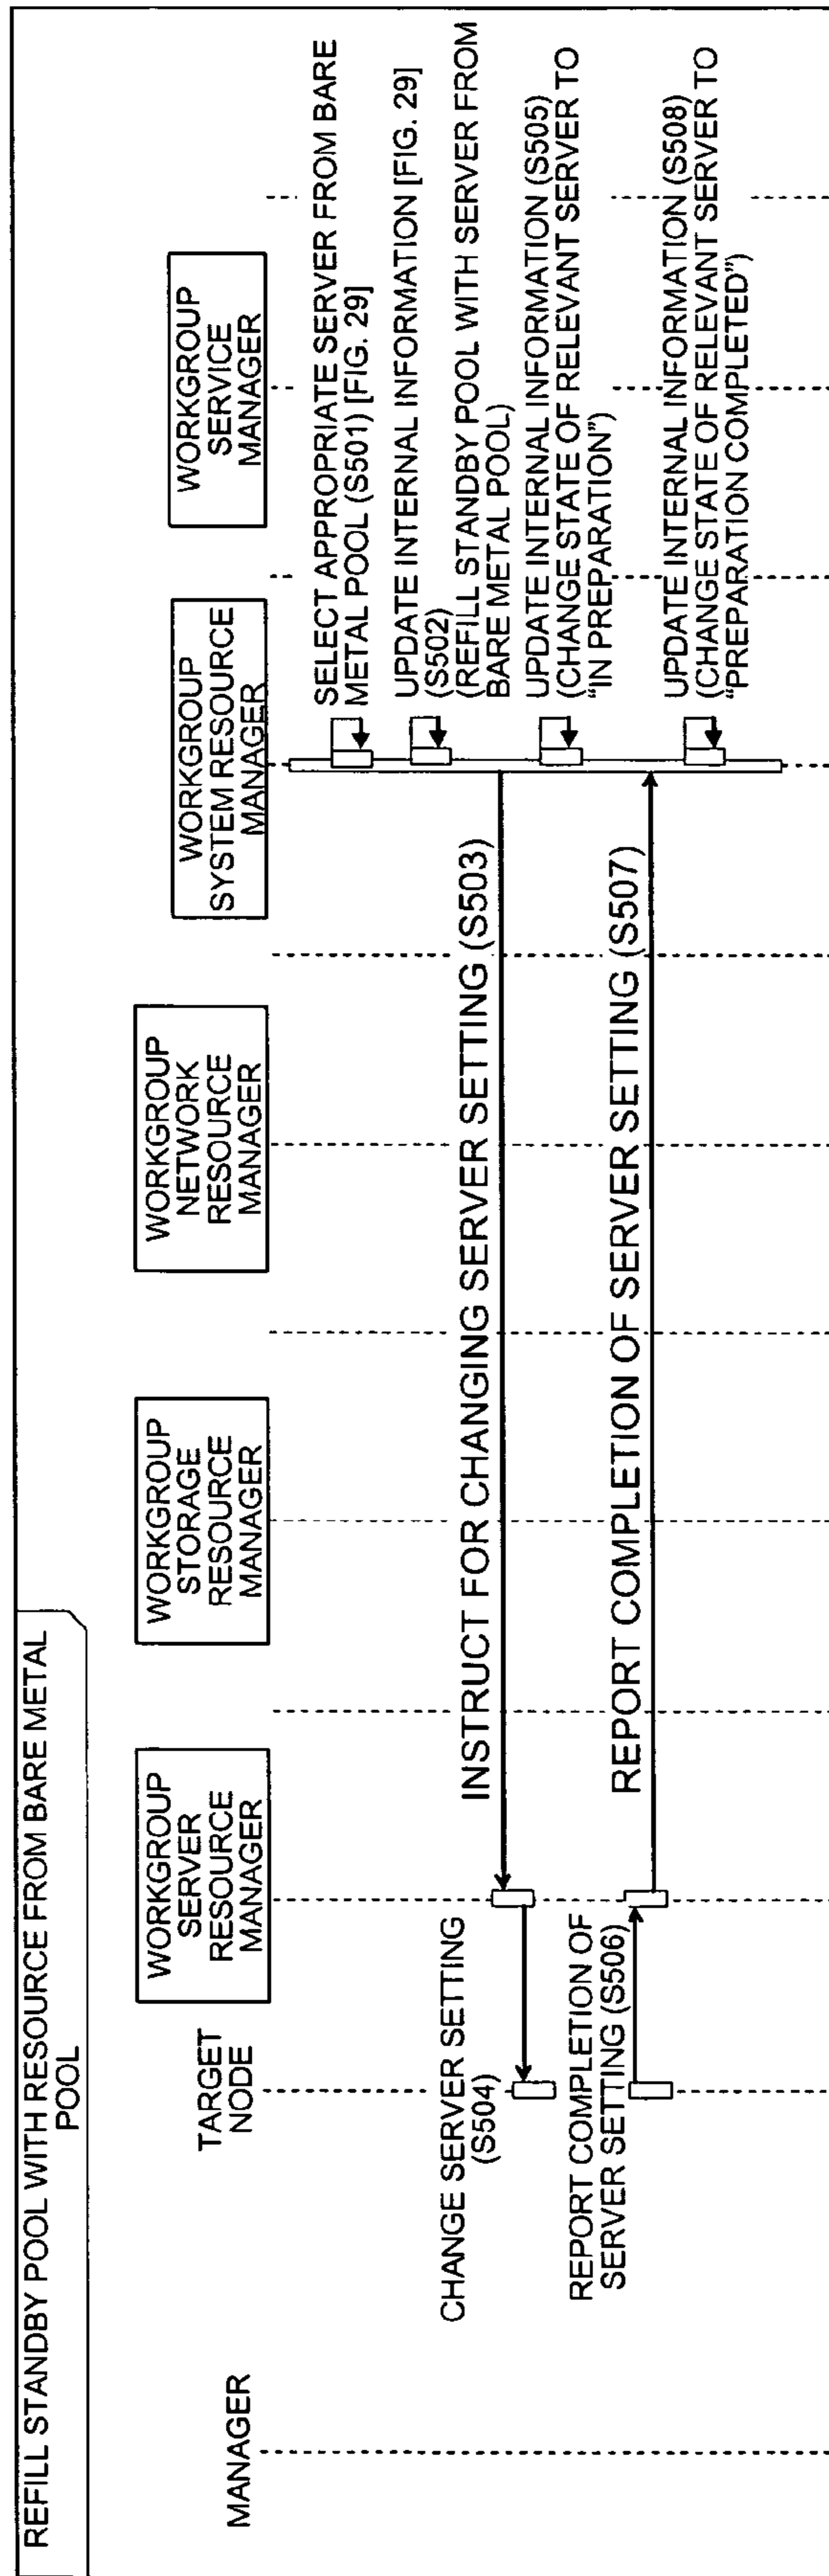 REFILL STANDBY POOL WITH RESOURCE FROM BARE METAL
POOL
MANAGER
TARGET
NODE
WORKGROUP
SERVER
RESOURCE
MANAGER
WORKGROUP
STORAGE
RESOURCE
MANAGER
WORKGROUP
NETWORK
RESOURCE
MANAGER
WORKGROUP
SYSTEM RESOURCE
MANAGER
WORKGROUP
SERVICE
MANAGER
SELECT APPROPRIATE SERVER FROM BARE
METAL POOL (S501) [FIG. 29]
UPDATE INTERNAL INFORMATION [FIG. 29]
(S502)
(REFILL STANDBY POOL WITH SERVER FROM
BARE METAL POOL)
INSTRUCT FOR CHANGING SERVER SETTING (S503)
CHANGE SERVER SETTING
(S504)
UPDATE INTERNAL INFORMATION (S505)
(CHANGE STATE OF RELEVANT SERVER TO
“IN PREPARATION”)
REPORT COMPLETION OF
SERVER SETTING (S506)
REPORT COMPLETION OF SERVER SETTING (S507)
UPDATE INTERNAL INFORMATION (S508)
(CHANGE STATE OF RELEVANT SERVER TO
“PREPARATION COMPLETED”)